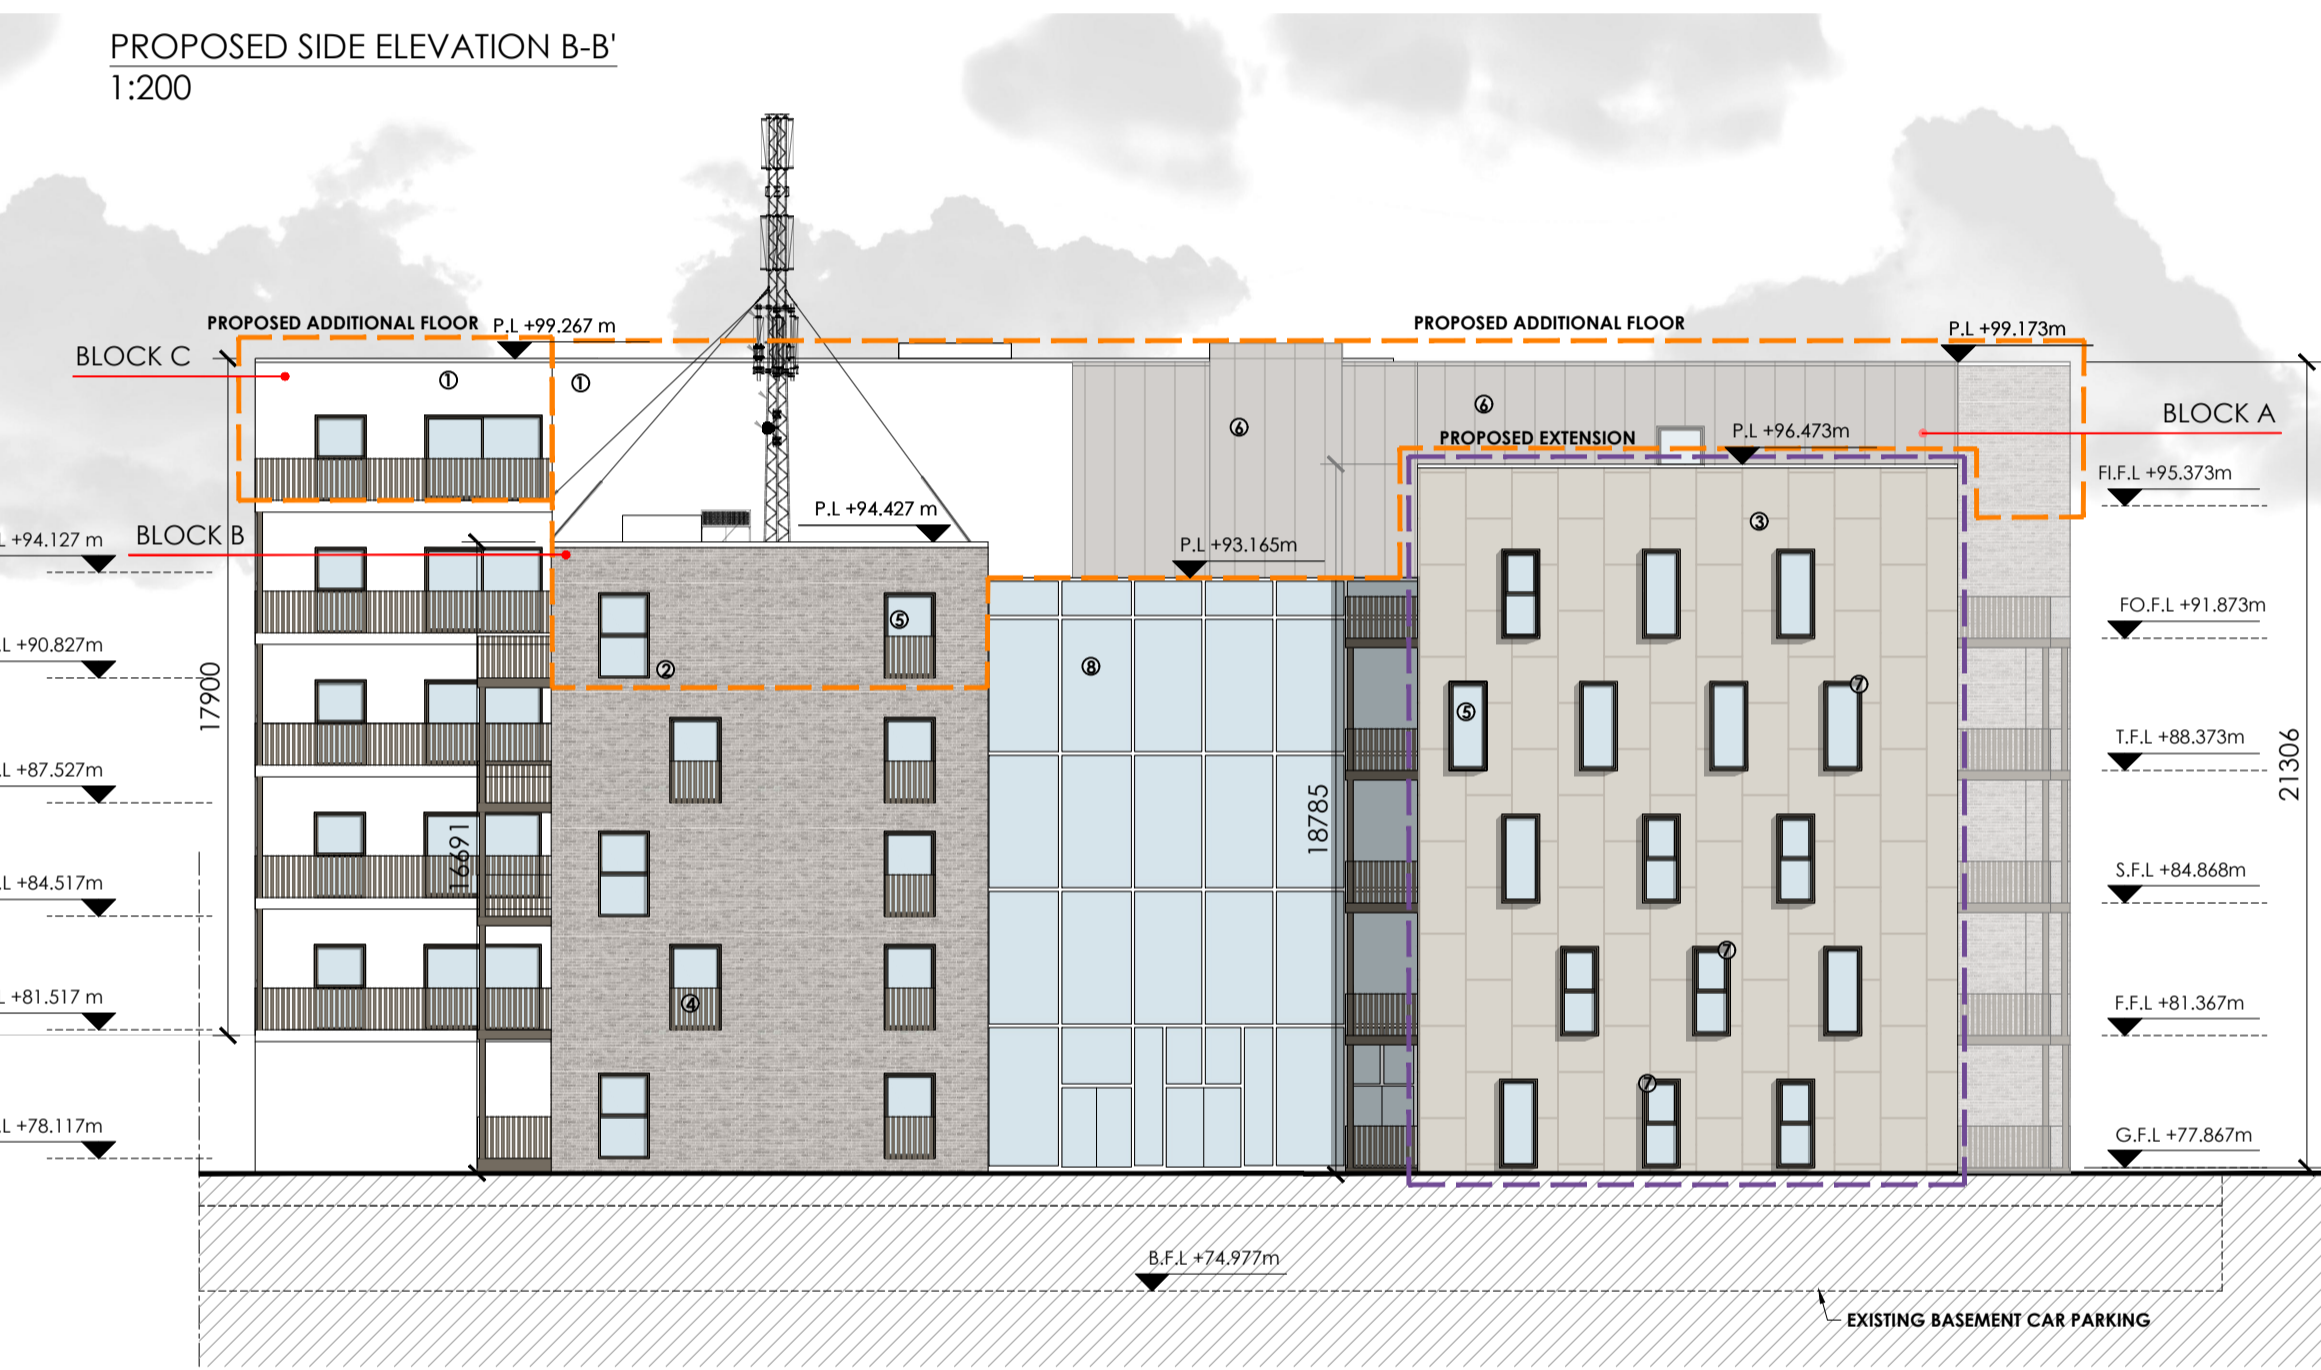 PROPOSED SIDE ELEVATION B-B'
1:200
PROPOSED ADDITIONAL FLOOR
P.L +99.267 m
PROPOSED ADDITIONAL FLOOR
P.L +99.173m
BLOCK C
①
①
⑥
⑥
BLOCK A
PROPOSED EXTENSION
P.L +96.473m
FI.F.L +95.373m
P.L +94.427 m
③
BLOCK B
L +94.127 m
P.L +93.165m
⑤
FO.F.L +91.873m
L +90.827m
②
⑧
⑦
⑤
17900
T.F.L +88.373m
L +87.527m
21306
18785
16691
S.F.L +84.868m
L +84.517m
⑦
L +81.517 m
④
F.F.L +81.367m
⑦
L +78.117m
G.F.L +77.867m
B.F.L +74.977m
EXISTING BASEMENT CAR PARKING